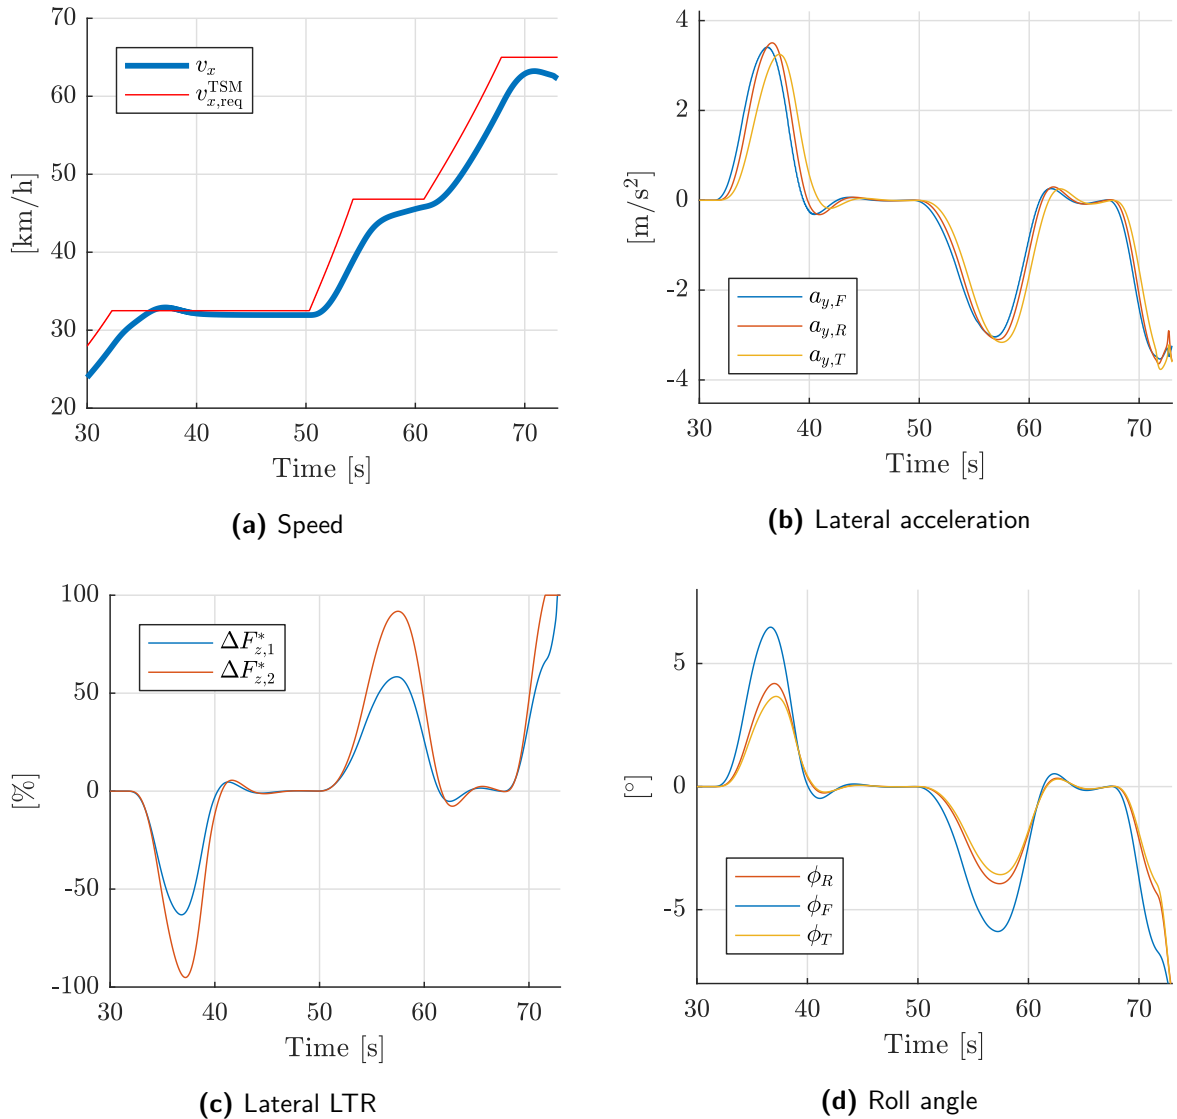 70
60
50
40
30
20
30 40 50 60 70
[km/h]
Time [s]
v_x
v_{x,req}^{TSM}
(a) Speed
4
2
0
-2
-4
30 40 50 60 70
[m/s²]
Time [s]
a_{y,F}
a_{y,R}
a_{y,T}
(b) Lateral acceleration
100
50
0
-50
-100
30 40 50 60 70
[%]
Time [s]
ΔF*_{z,1}
ΔF*_{z,2}
(c) Lateral LTR
5
0
-5
30 40 50 60 70
[°]
Time [s]
ϕ_R
ϕ_F
ϕ_T
(d) Roll angle